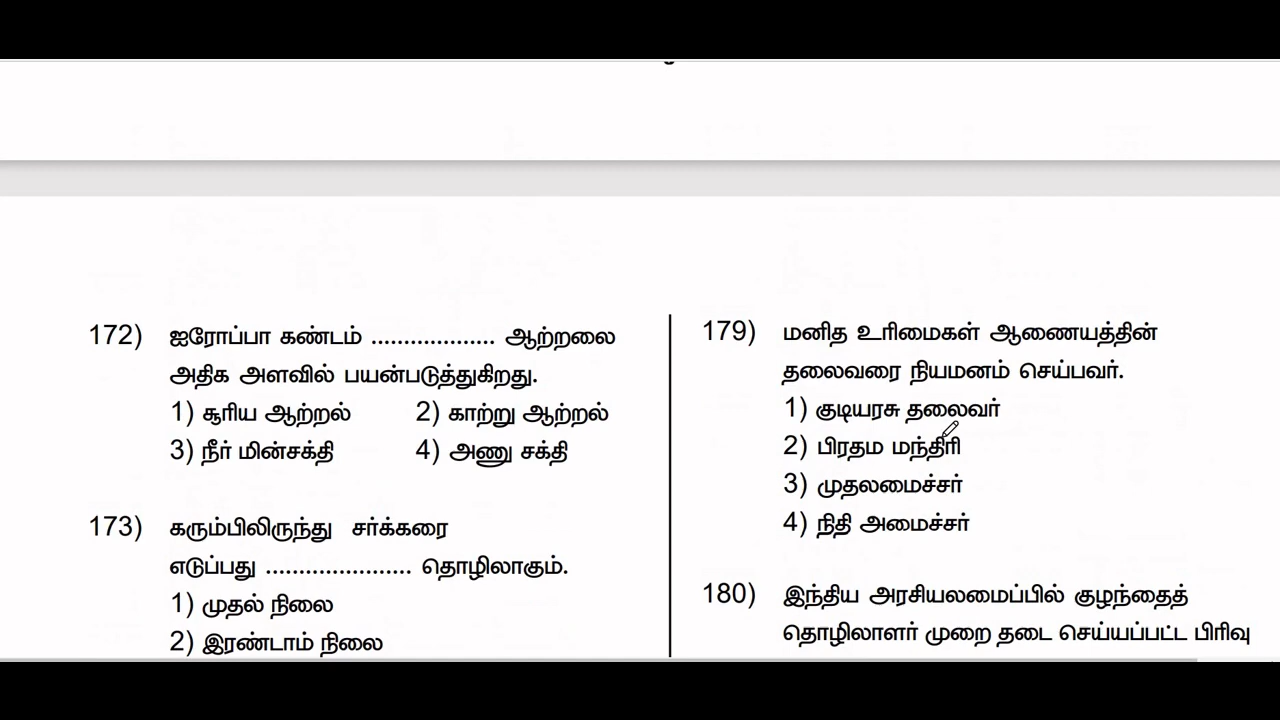 172) ஐரோப்பா கண்டம் ................... ஆற்றலை
அதிக அளவில் பயன்படுத்துகிறது.
1) சூரிய ஆற்றல் 2) காற்று ஆற்றல்
3) நீர் மின்சக்தி 4) அணு சக்தி
173) கரும்பிலிருந்து சர்க்கரை
எடுப்பது ...................... தொழிலாகும்.
1) முதல் நிலை
2) இரண்டாம் நிலை
179) மனித உரிமைகள் ஆணையத்தின்
தலைவரை நியமனம் செய்பவர்.
1) குடியரசு தலைவர்
2) பிரதம மந்திரி
3) முதலமைச்சர்
4) நிதி அமைச்சர்
180) இந்திய அரசியலமைப்பில் குழந்தைத்
தொழிலாளர் முறை தடை செய்யப்பட்ட பிரிவு